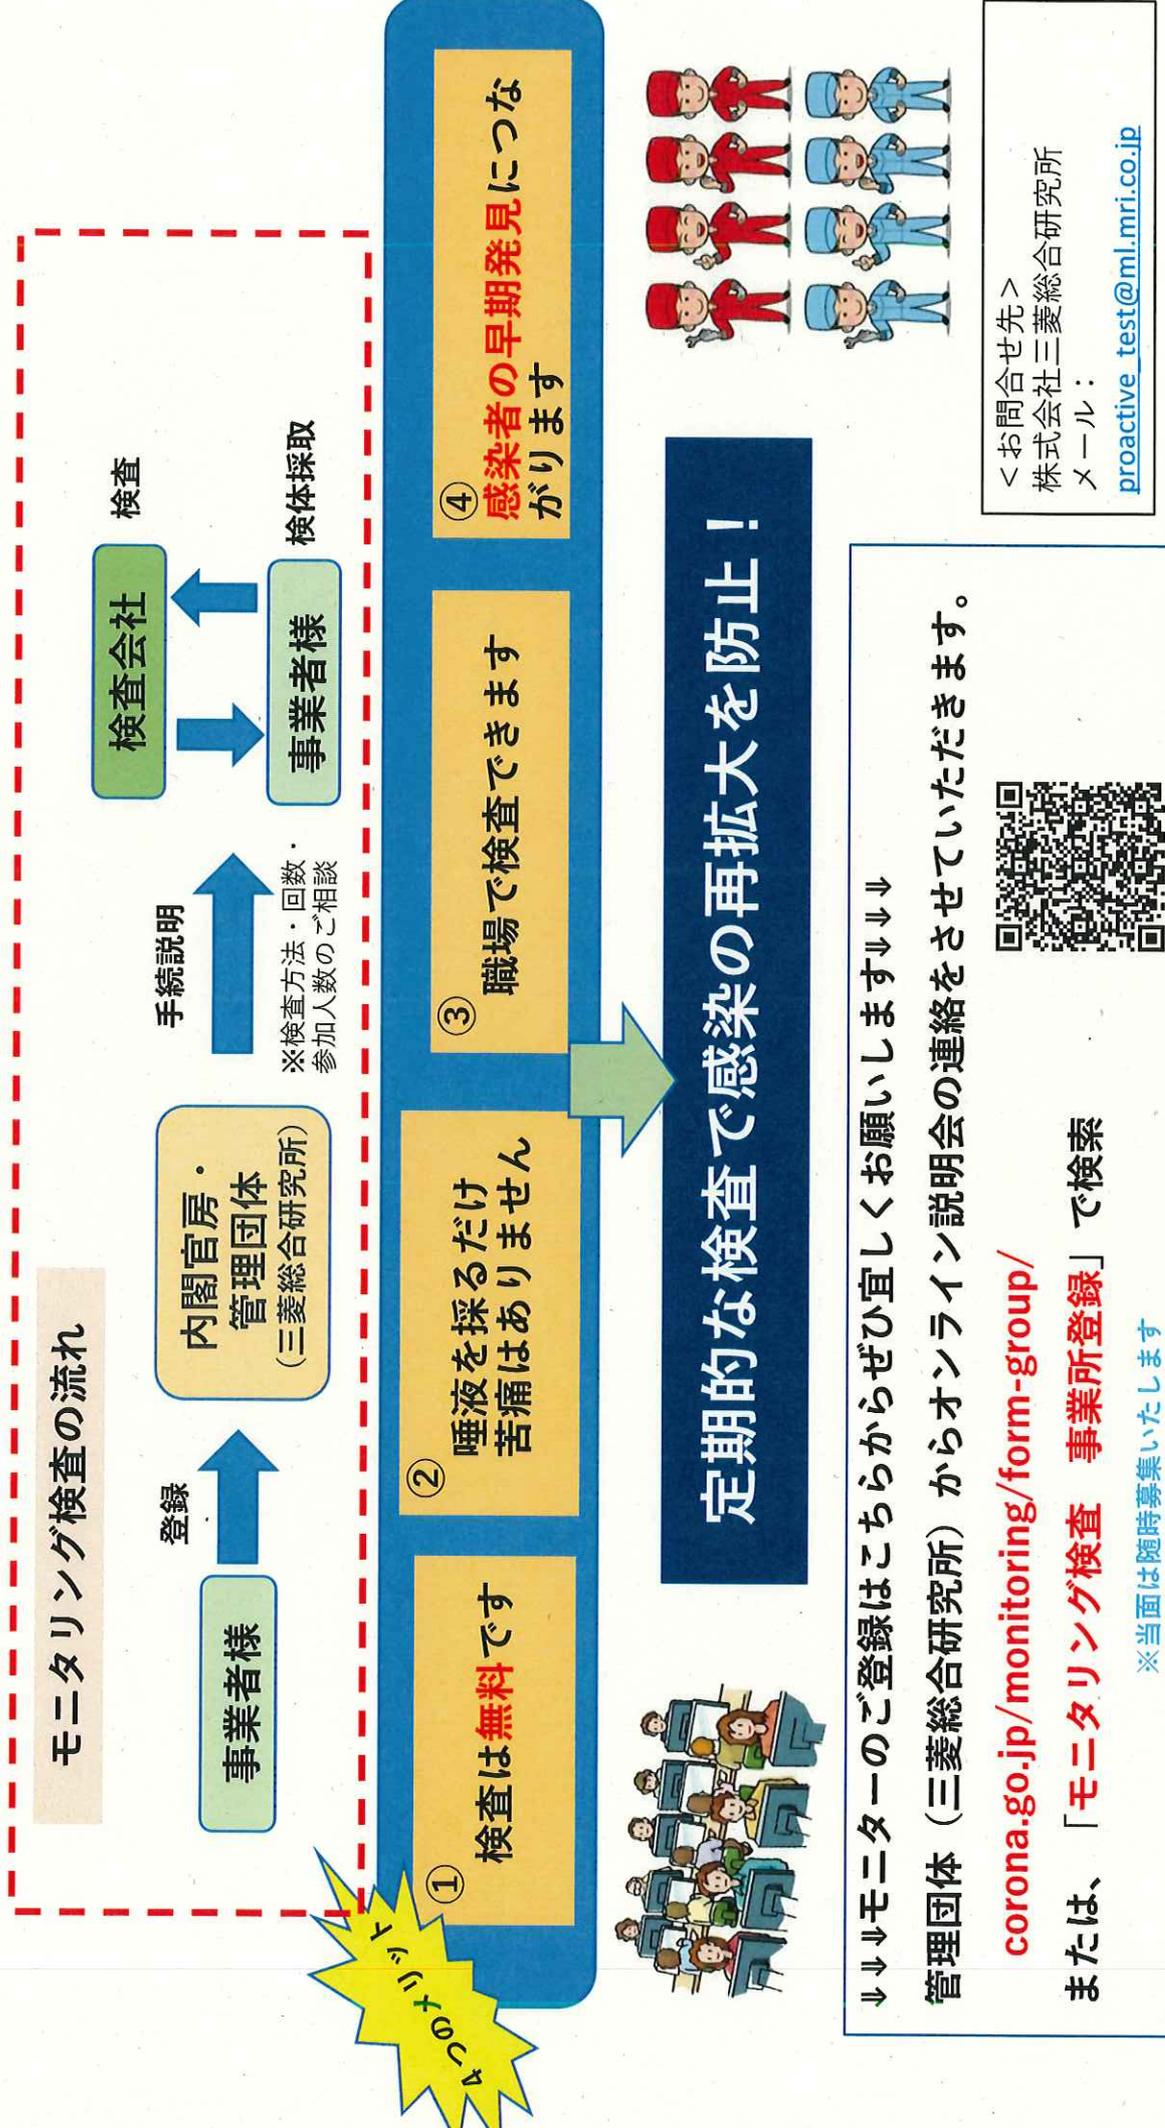 モニタリング検査の流れ
事業者様
登録
内閣官房・
管理団体
（三菱総合研究所）
手続説明
※検査方法・回数・
参加人数のご相談
検査会社
検査
事業者様
検体採取
4つのメリット
①
検査は無料です
②
唾液を採るだけ
苦痛はありません
③
職場で検査できます
④
感染者の早期発見につな
がります
定期的な検査で感染の再拡大を防止！
⇓⇓⇓モニターのご登録はこちらからぜひ宜しくお願いします⇓⇓⇓
管理団体（三菱総合研究所）からオンライン説明会の連絡をさせていただきます。
corona.go.jp/monitoring/form-group/
または、「モニタリング検査　事業所登録」で検索
※当面は随時募集いたします
＜お問合せ先＞
株式会社三菱総合研究所
メール：
proactive_test@ml.mri.co.jp